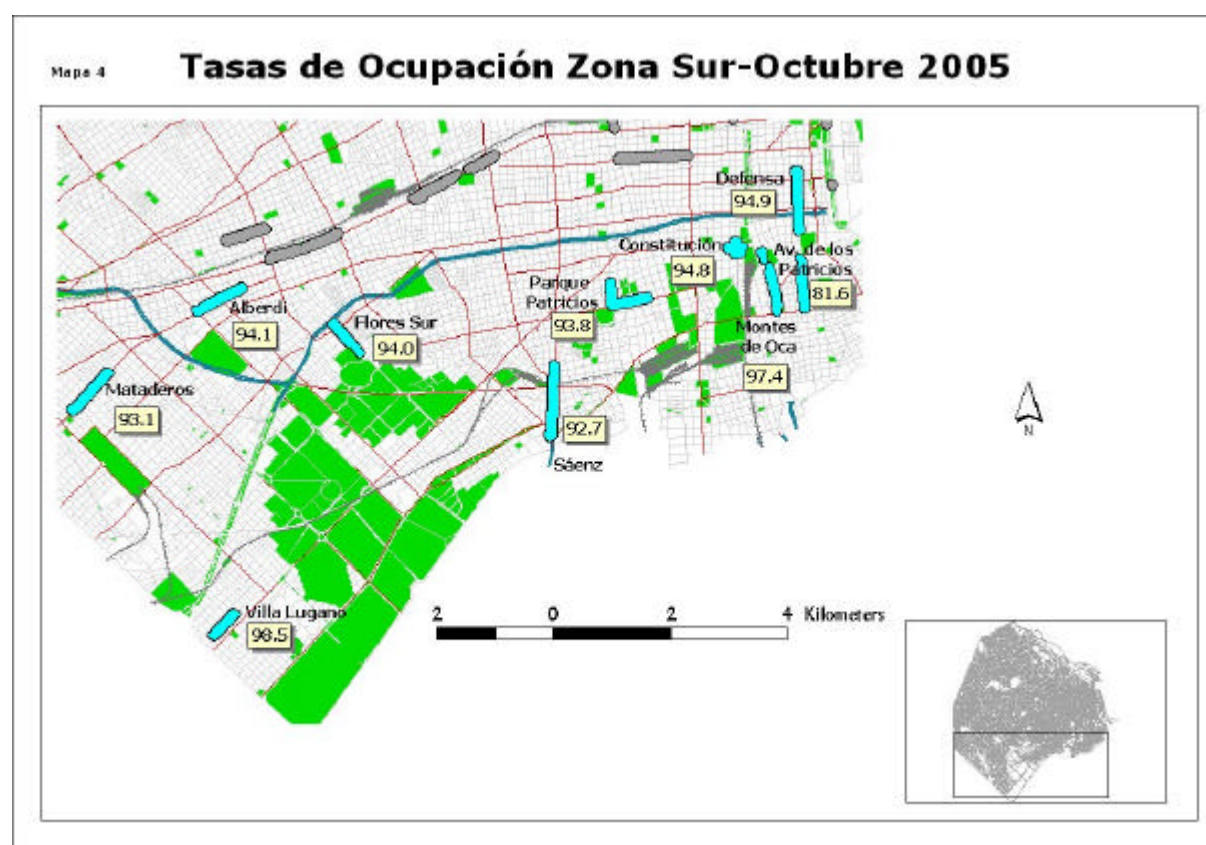 Mapa 4
Tasas de Ocupación Zona Sur-Octubre 2005
Defensa
94.9
Constitución
94.8
Av. de los
Patricios
81.6
Parque
Patricios
93.8
Montes
de Oca
97.4
Alberdi
94.1
Flores Sur
94.0
Mataderos
93.1
92.7
Sáenz
N
Villa Lugano
98.5
2 0 2 4 Kilometers